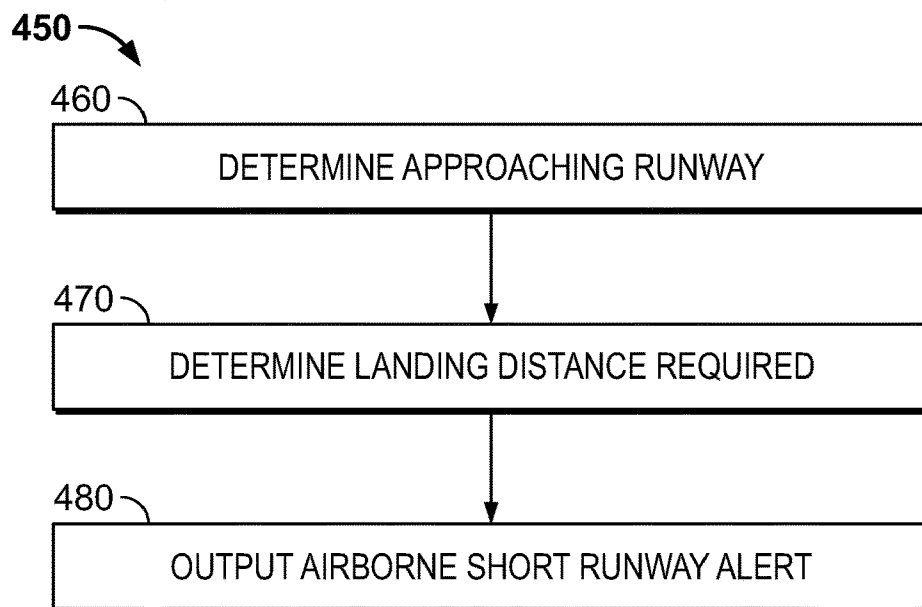 450
460
DETERMINE APPROACHING RUNWAY
470
DETERMINE LANDING DISTANCE REQUIRED
480
OUTPUT AIRBORNE SHORT RUNWAY ALERT